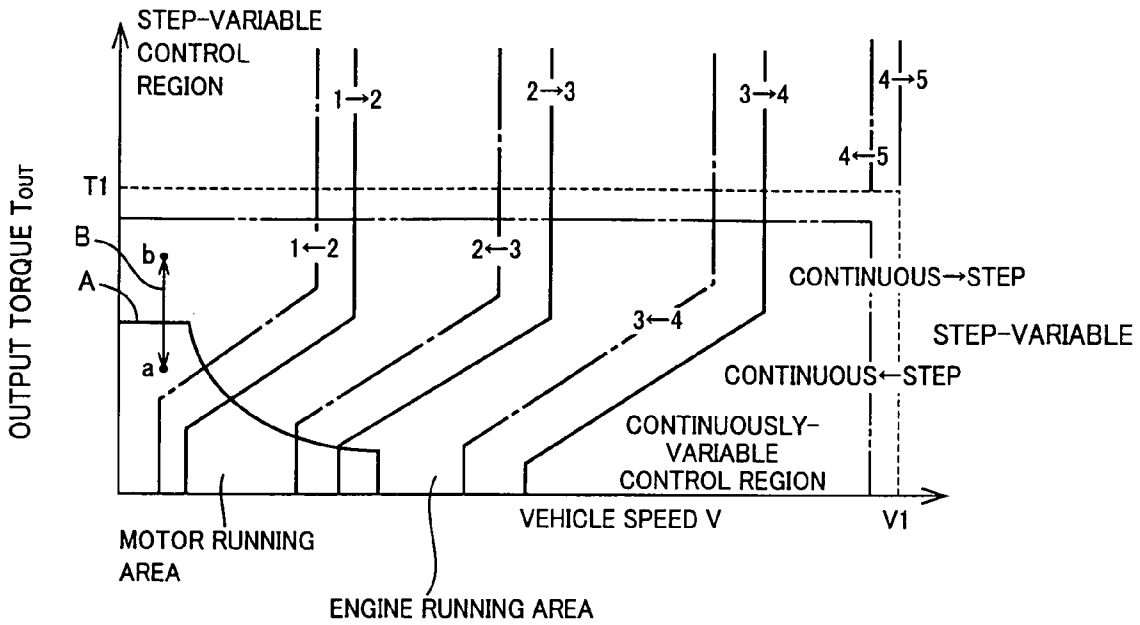 STEP-VARIABLE
CONTROL
REGION
1→2
2→3
3→4
4→5
4←5
T1
OUTPUT TORQUE TOUT
B
b
1←2
2←3
A
CONTINUOUS→STEP
3←4
STEP-VARIABLE
a
CONTINUOUS←STEP
CONTINUOUSLY-
VARIABLE
CONTROL REGION
VEHICLE SPEED V
V1
MOTOR RUNNING
AREA
ENGINE RUNNING AREA